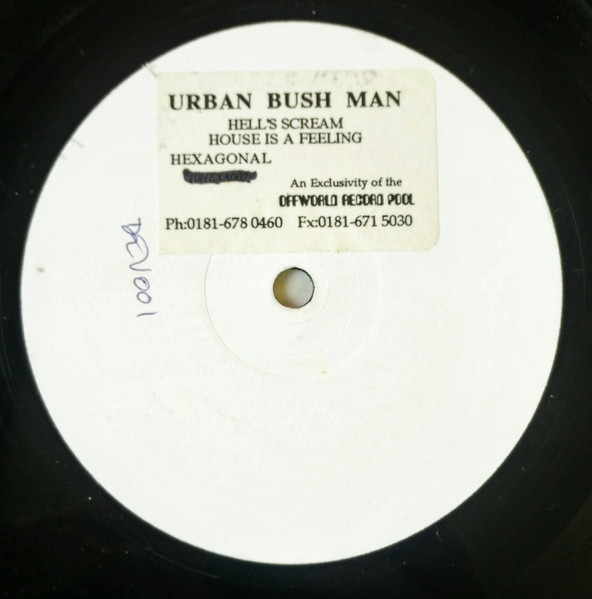 URBAN BUSH MAN
HELL'S SCREAM
HOUSE IS A FEELING
HEXAGONAL
An Exclusivity of the
OFFWORLD RECORD POOL
Ph:0181-678 0460 Fx:0181-671 5030